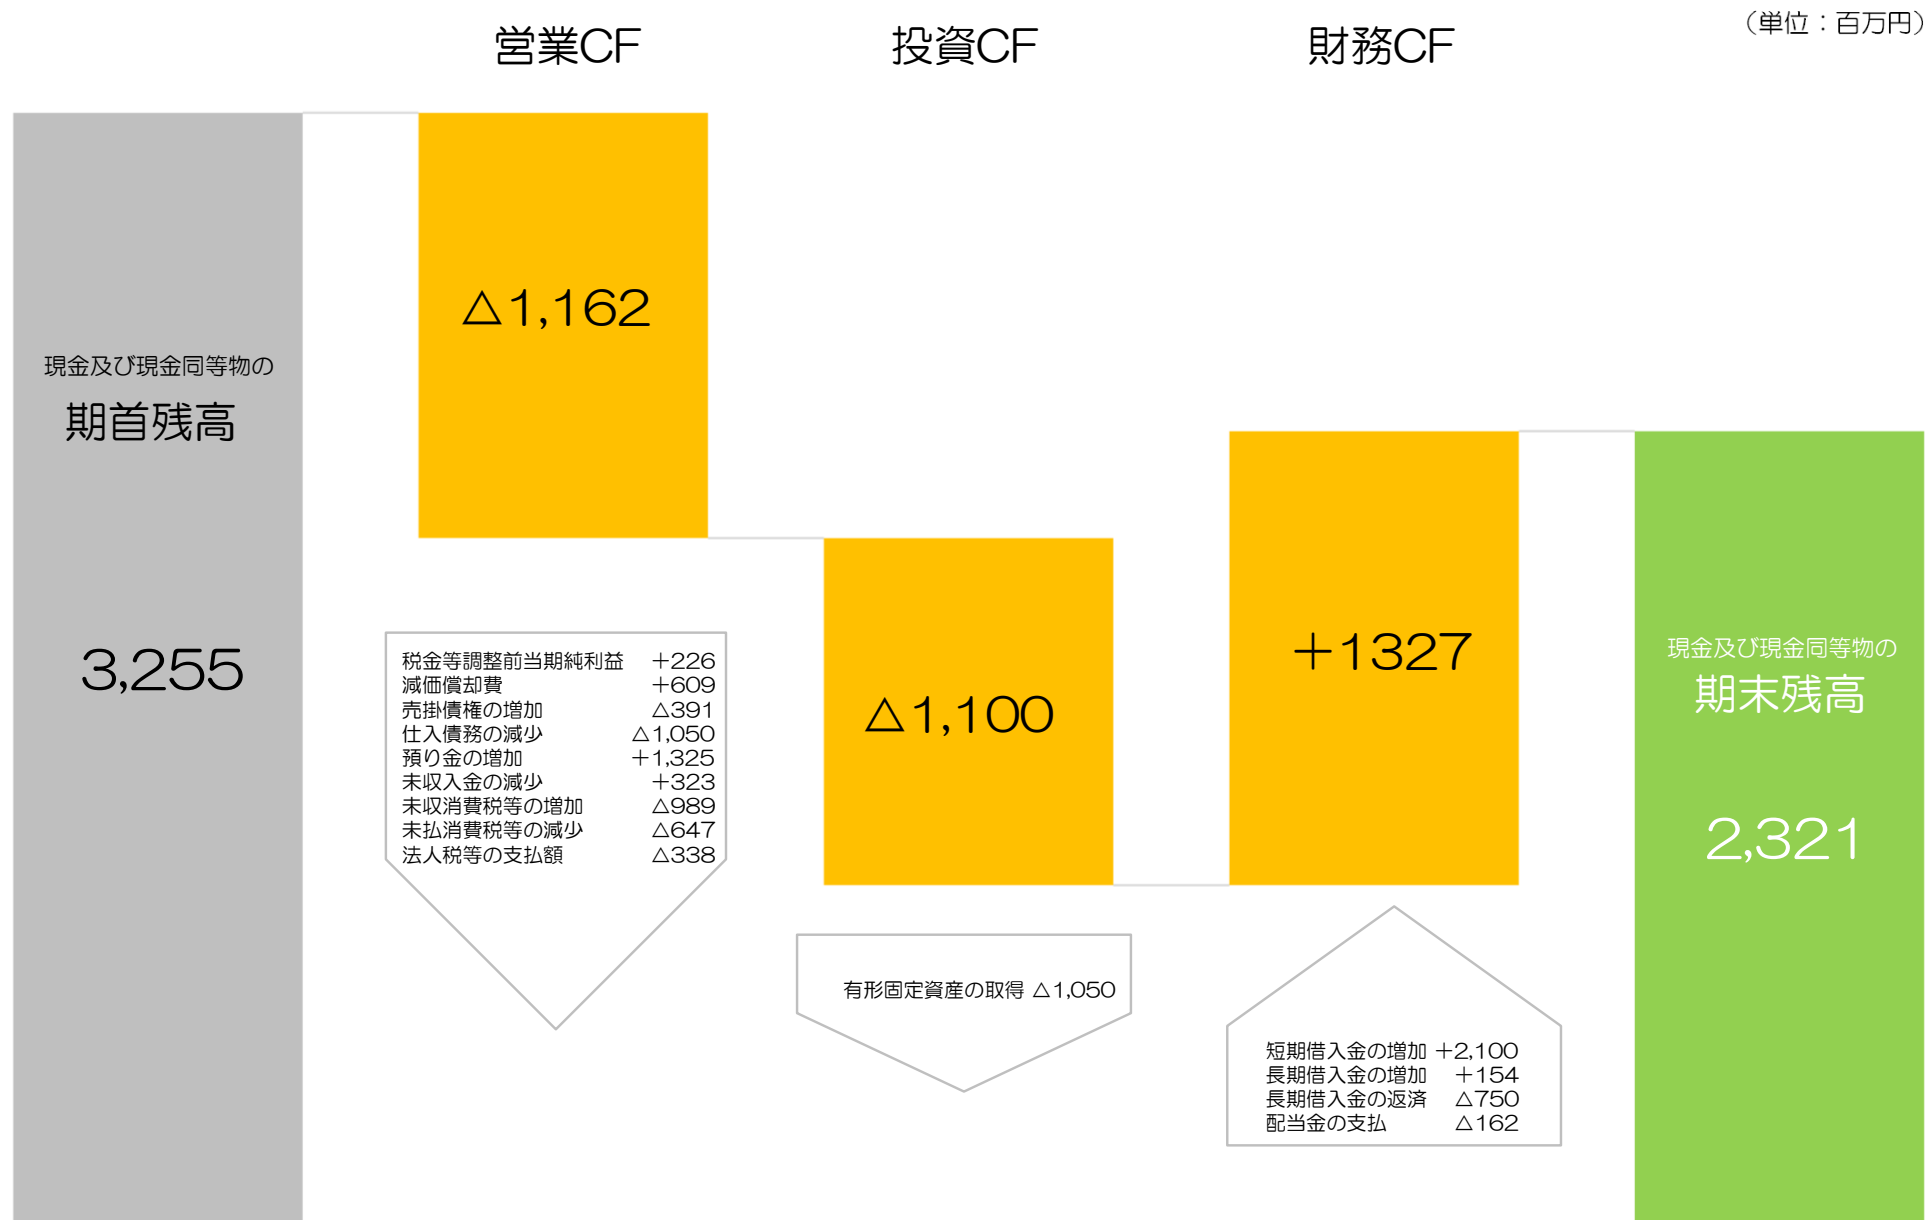 (単位：百万円)
営業CF
投資CF
財務CF
現金及び現金同等物の
期首残高
3,255
△1,162
税金等調整前当期純利益 +226
減価償却費 +609
売掛債権の増加 △391
仕入債務の減少 △1,050
預り金の増加 +1,325
未収入金の減少 +323
未収消費税等の増加 △989
未払消費税等の減少 △647
法人税等の支払額 △338
△1,100
有形固定資産の取得 △1,050
+1327
短期借入金の増加 +2,100
長期借入金の増加 +154
長期借入金の返済 △750
配当金の支払 △162
現金及び現金同等物の
期末残高
2,321